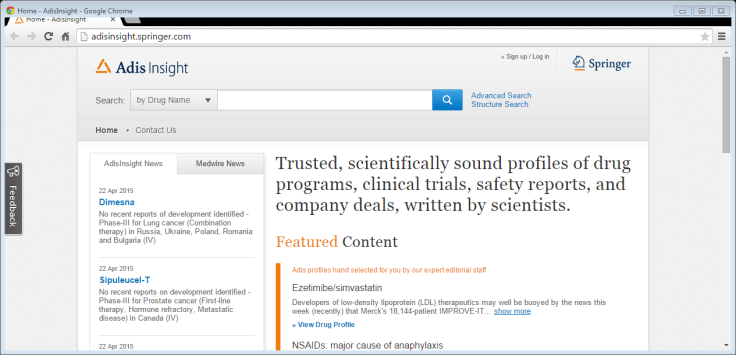 Home - AdisInsight - Google Chrome
Home - AdisInsight
adisinsight.springer.com
Adis Insight
» Sign up / Log in
Springer
Search:
by Drug Name
Advanced Search
Structure Search
Home • Contact Us
Feedback
AdisInsight News
Medwire News
22 Apr 2015
Dimesna
No recent reports of development identified -
Phase-III for Lung cancer (Combination
therapy) in Russia, Ukraine, Poland, Romania
and Bulgaria (IV)
22 Apr 2015
Sipuleucel-T
No recent reports on development identified -
Phase-III for Prostate cancer (First-line
therapy, Hormone refractory, Metastatic
disease) in Canada (IV)
22 Apr 2015
Trusted, scientifically sound profiles of drug
programs, clinical trials, safety reports, and
company deals, written by scientists.
Featured Content
Adis profiles hand selected for you by our expert editorial staff
Ezetimibe/simvastatin
Developers of low-density lipoprotein (LDL) therapeutics may well be buoyed by the news this
week (recently) that Merck's 18,144-patient IMPROVE-IT... show more
» View Drug Profile
NSAIDs: major cause of anaphylaxis